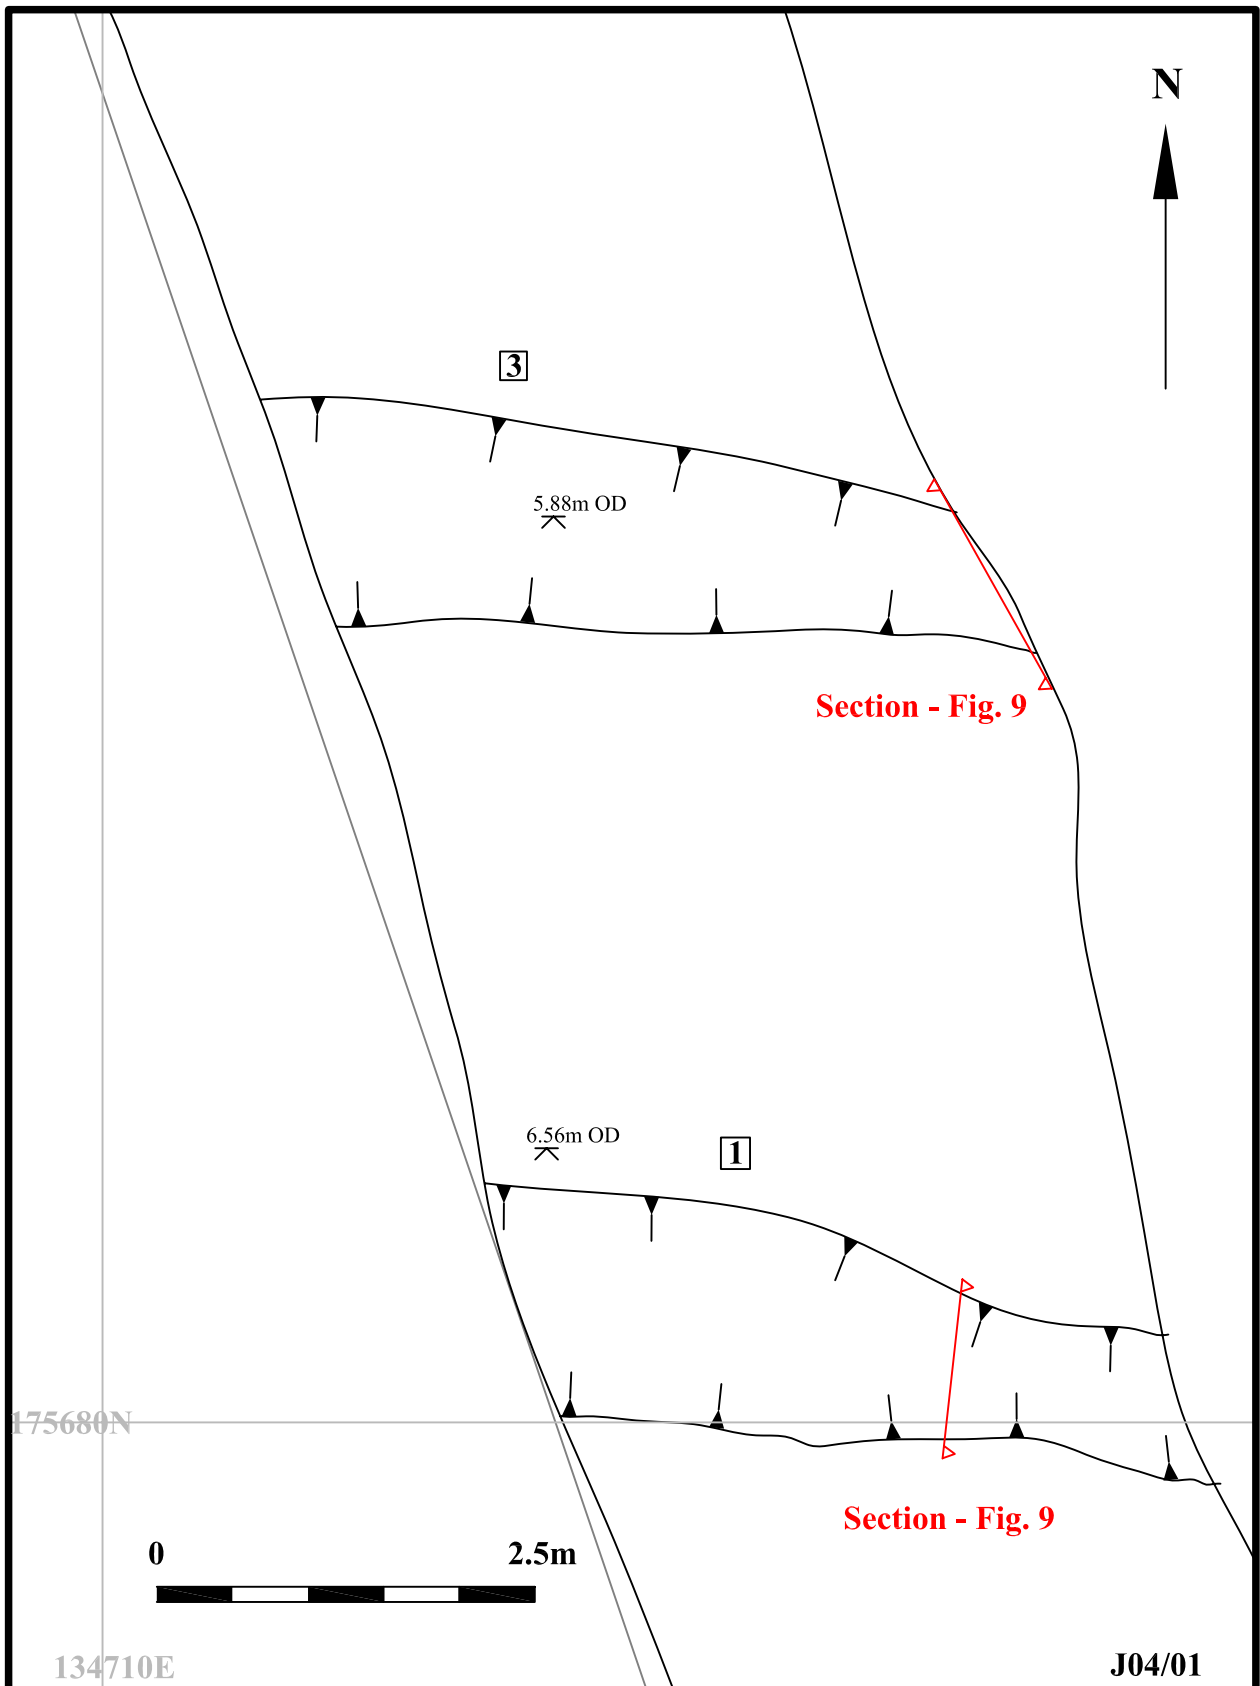 N
3
5.88m OD
Section - Fig. 9
6.56m OD
1
175680N
Section - Fig. 9
0 2.5m
134710E
J04/01